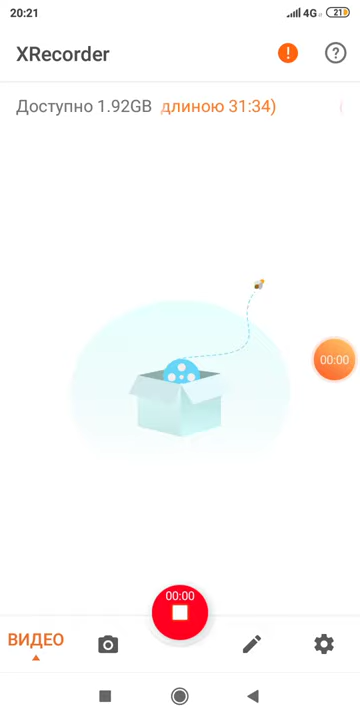 20:21
4G
21
XRecorder
Доступно 1.92GB длиною 31:34)
00:00
00:00
ВИДЕО